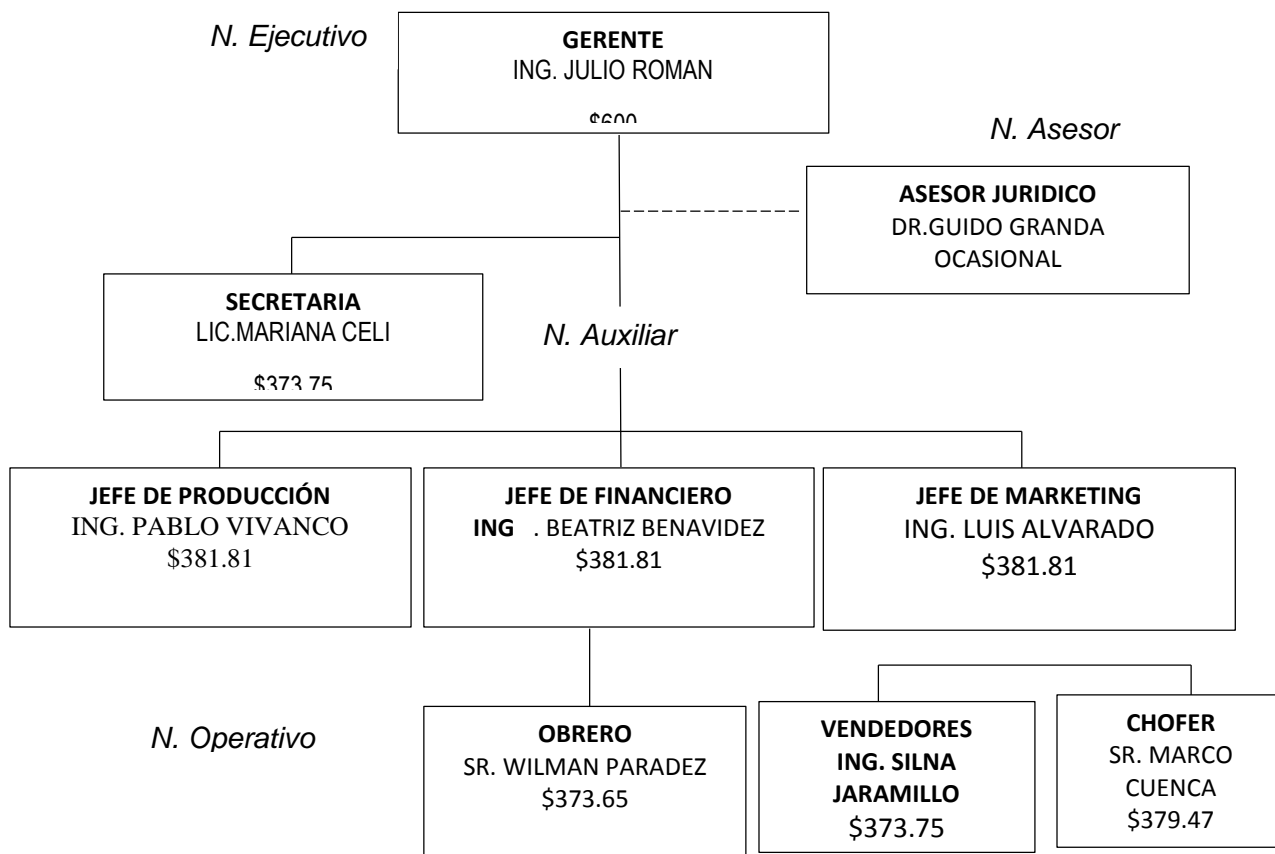 N. Ejecutivo
GERENTE
ING. JULIO ROMAN
$600
N. Asesor
ASESOR JURIDICO
DR.GUIDO GRANDA
OCASIONAL
SECRETARIA
LIC.MARIANA CELI
$373.75
N. Auxiliar
JEFE DE PRODUCCIÓN
ING. PABLO VIVANCO
$381.81
JEFE DE FINANCIERO
ING . BEATRIZ BENAVIDEZ
$381.81
JEFE DE MARKETING
ING. LUIS ALVARADO
$381.81
N. Operativo
OBRERO
SR. WILMAN PARADEZ
$373.65
VENDEDORES
ING. SILNA
JARAMILLO
$373.75
CHOFER
SR. MARCO
CUENCA
$379.47